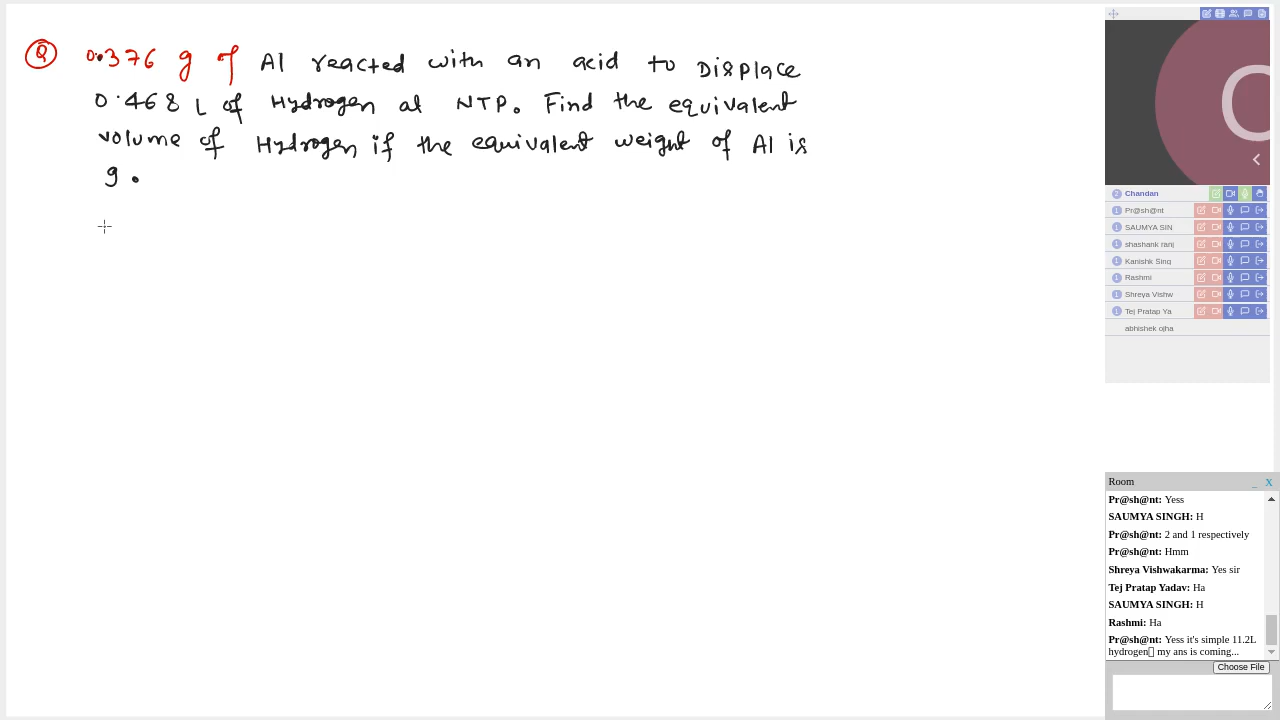 Q 0.376 g of Al reacted with an acid to Displace
0.468 L of Hydrogen at NTP. Find the equivalent
volume of Hydrogen if the equivalent weight of Al is
9.
C
Chandan
Pr@sh@nt
SAUMYA SIN
shashank ranj
Kanishk Sing
Rashmi
Shreya Vishw
Tej Pratap Ya
abhishek ojha
Room _ X
Pr@sh@nt: Yess
SAUMYA SINGH: H
Pr@sh@nt: 2 and 1 respectively
Pr@sh@nt: Hmm
Shreya Vishwakarma: Yes sir
Tej Pratap Yadav: Ha
SAUMYA SINGH: H
Rashmi: Ha
Pr@sh@nt: Yess it's simple 11.2L
hydrogen my ans is coming...
Choose File